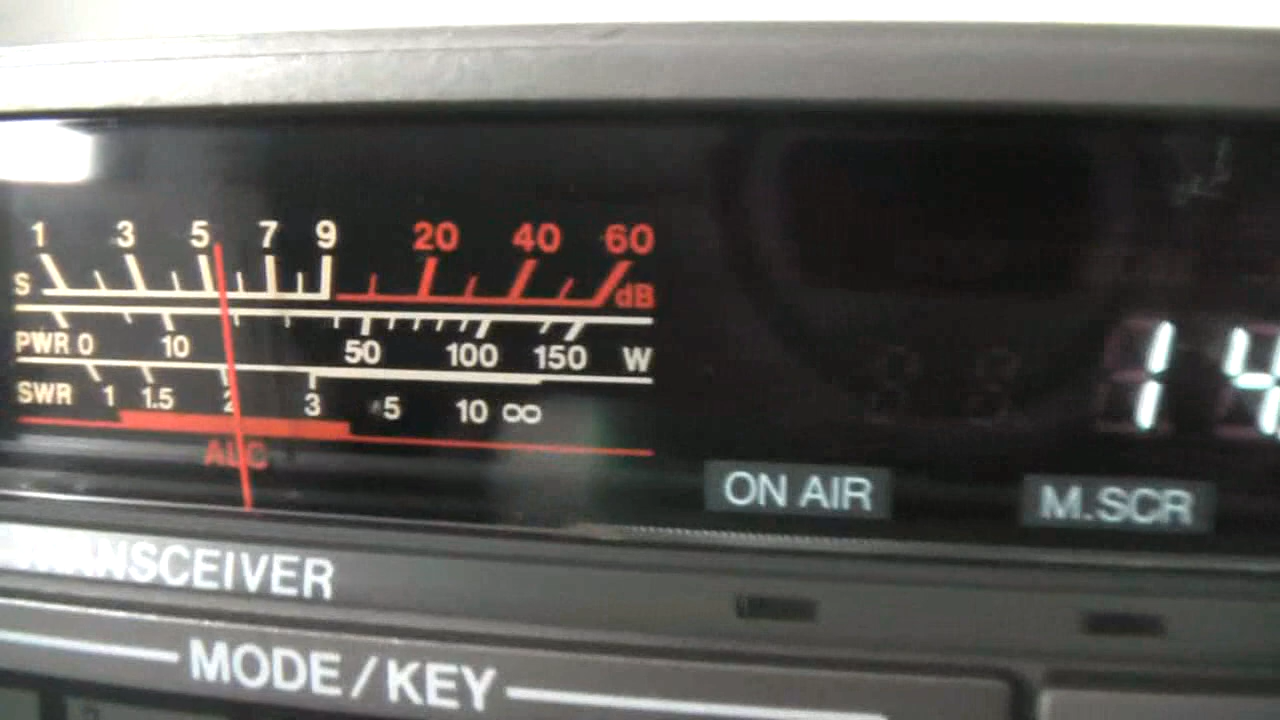 1 3 5 7 9 20 40 60
S dB
PWR 0 10 50 100 150 W
SWR 1 1.5 2 3 5 10 ∞
ALC
14
ON AIR M.SCR
TRANSCEIVER
MODE/KEY